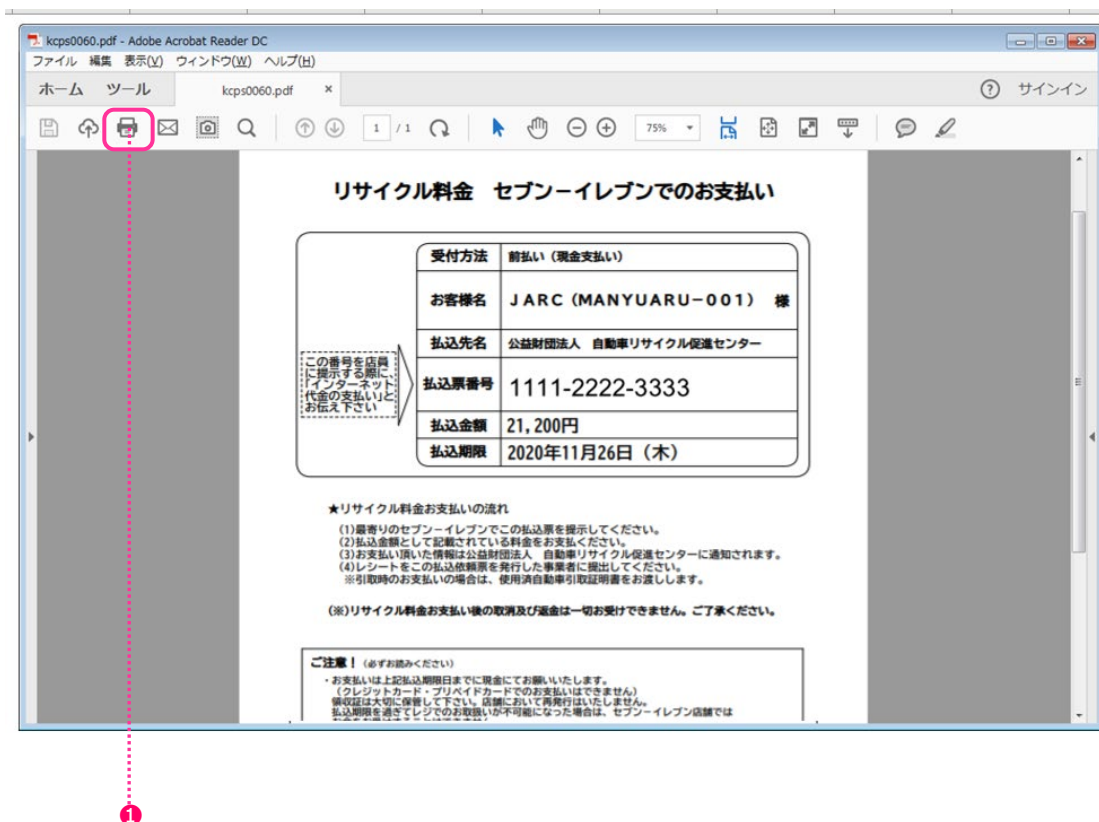 kcps0060.pdf - Adobe Acrobat Reader DC
ファイル 編集 表示(V) ウィンドウ(W) ヘルプ(H)
ホーム ツール kcps0060.pdf × ? サインイン
1 / 1 75%
リサイクル料金 セブン－イレブンでのお支払い
受付方法 前払い（現金支払い）
お客様名 ＪＡＲＣ（MANYUARU－００１） 様
払込先名 公益財団法人 自動車リサイクル促進センター
この番号を店員
に提示する際に、
「インターネット
代金の支払い」と
お伝え下さい
払込票番号 1111-2222-3333
払込金額 21,200円
払込期限 2020年11月26日（木）
★リサイクル料金お支払いの流れ
(1)最寄りのセブン－イレブンでこの払込票を提示してください。
(2)払込金額として記載されている料金をお支払ください。
(3)お支払い頂いた情報は公益財団法人 自動車リサイクル促進センターに通知されます。
(4)レシートをこの払込依頼票を発行した事業者に提出してください。
※引取時のお支払いの場合は、使用済自動車引取証明書をお渡しします。
(※)リサイクル料金お支払い後の取消及び返金は一切お受けできません。ご了承ください。
ご注意！（必ずお読みください）
・お支払いは上記払込期限日までに現金にてお願いいたします。
（クレジットカード・プリペイドカードでのお支払いはできません）
領収証は大切に保管して下さい。店舗において再発行はいたしません。
払込期限を過ぎてレジでのお取扱いが不可能になった場合は、セブン－イレブン店舗では
1